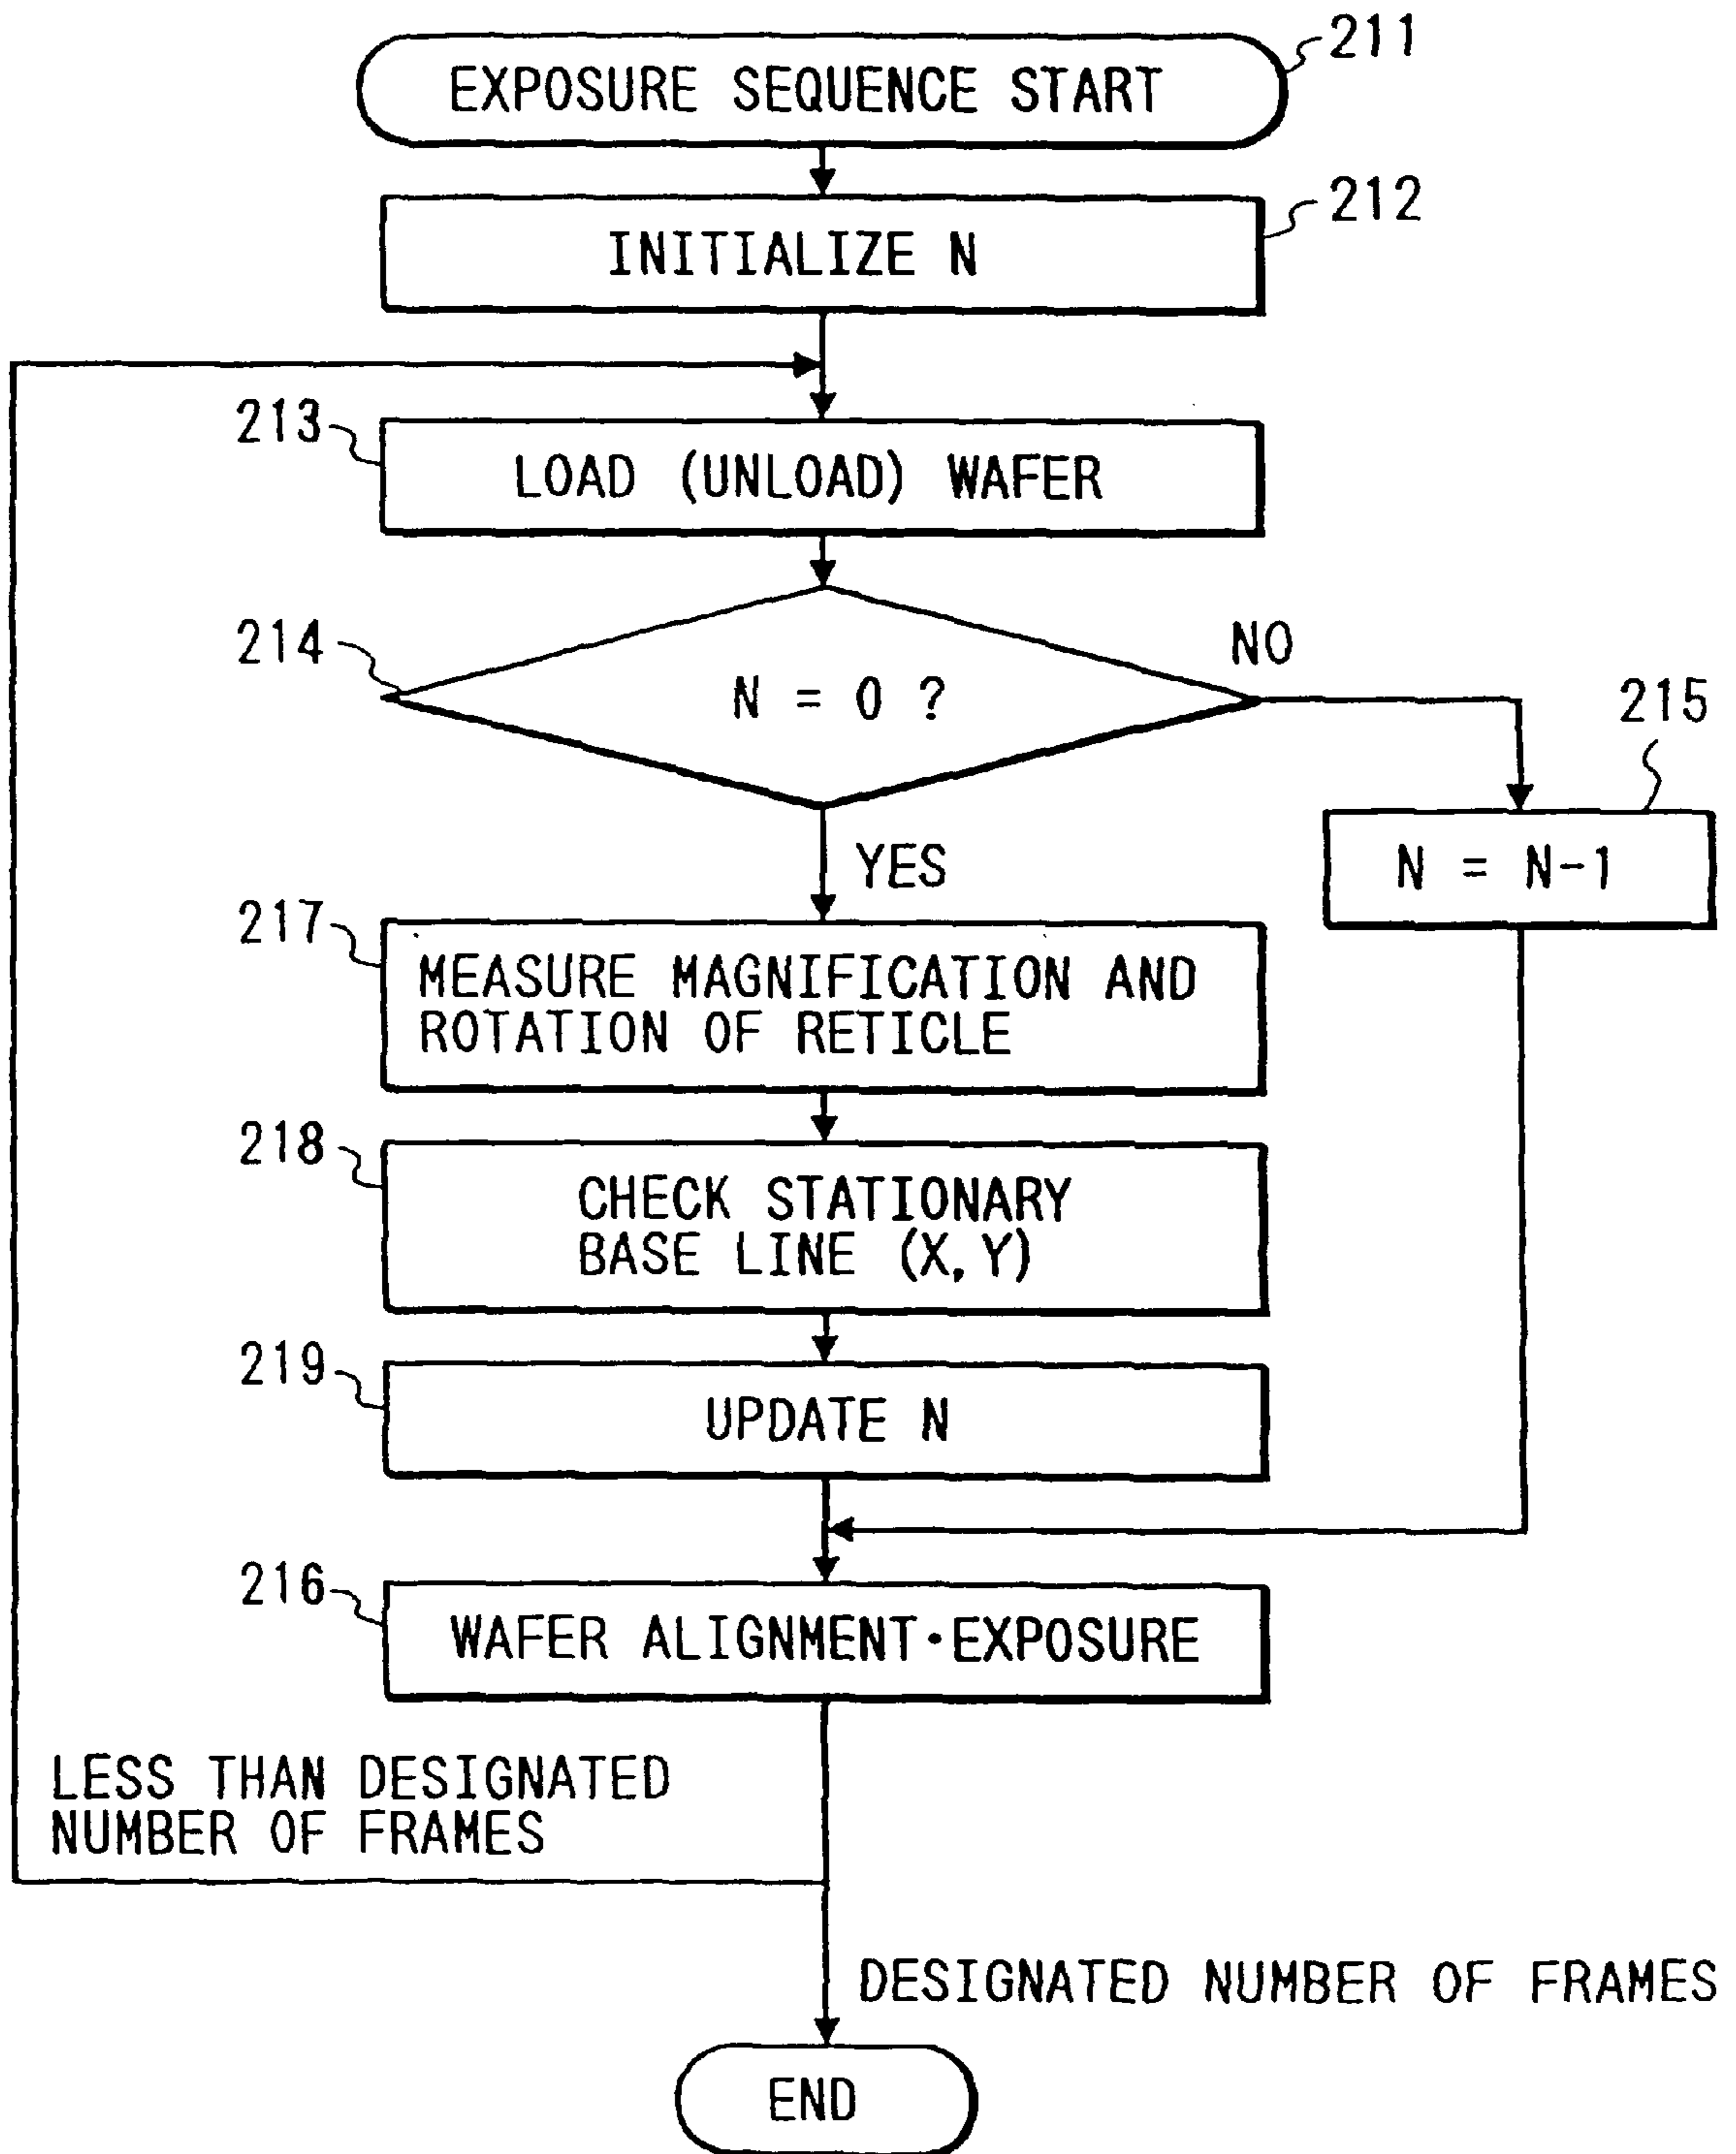 211
EXPOSURE SEQUENCE START
212
INITIALIZE N
213
LOAD (UNLOAD) WAFER
214
N = 0 ?
NO
215
N = N-1
YES
217
MEASURE MAGNIFICATION AND
ROTATION OF RETICLE
218
CHECK STATIONARY
BASE LINE (X, Y)
219
UPDATE N
216
WAFER ALIGNMENT·EXPOSURE
LESS THAN DESIGNATED
NUMBER OF FRAMES
DESIGNATED NUMBER OF FRAMES
END